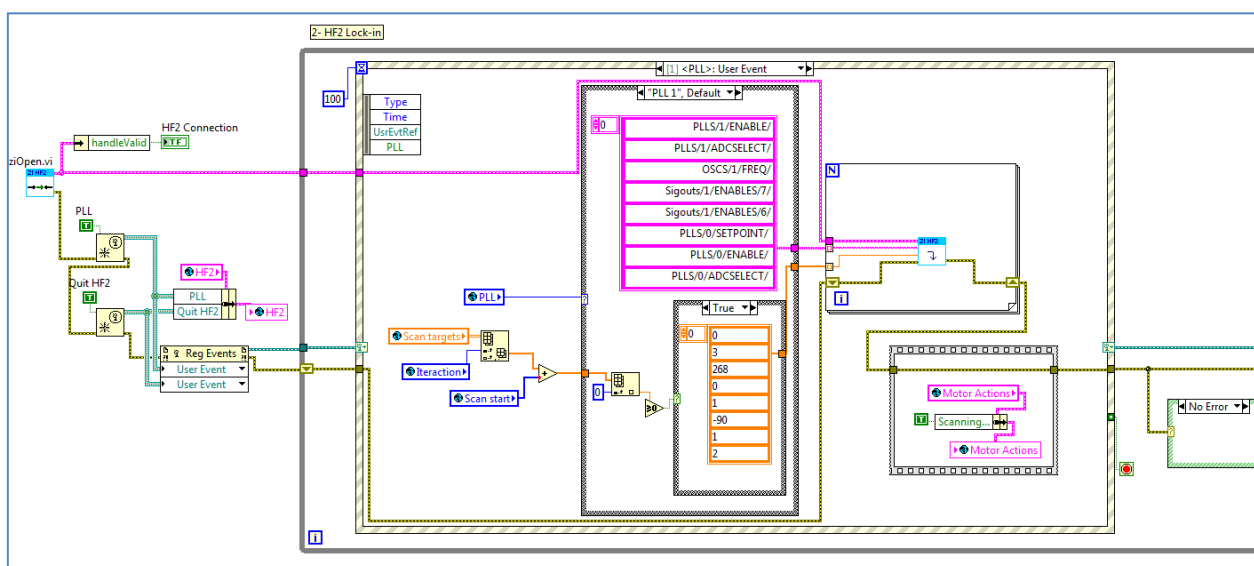 2- HF2 Lock-in
[1] <PLL>: User Event
100
"PLL 1", Default
Type
Time
UsrEvtRef
PLL
0
PLLS/1/ENABLE/
PLLS/1/ADCSELECT/
OSCS/1/FREQ/
Sigouts/1/ENABLES/7/
Sigouts/1/ENABLES/6/
PLLS/0/SETPOINT/
PLLS/0/ENABLE/
PLLS/0/ADCSELECT/
HF2 Connection
handleValid
TF
ziOpen.vi
ZI HF2
N
ZI HF2
i
PLL
T
Quit HF2
T
HF2
PLL
Quit HF2
HF2
Reg Events
User Event
User Event
PLL
Scan targets
Iteraction
Scan start
+
0
≥0
True
0
0
3
268
0
1
-90
1
2
Motor Actions
T
Scanning...
Motor Actions
No Error
i